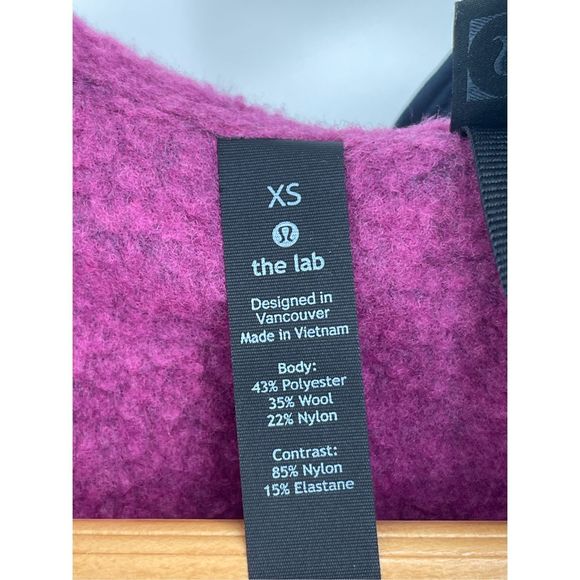 XS
the lab
Designed in
Vancouver
Made in Vietnam
Body:
43% Polyester
35% Wool
22% Nylon
Contrast:
85% Nylon
15% Elastane